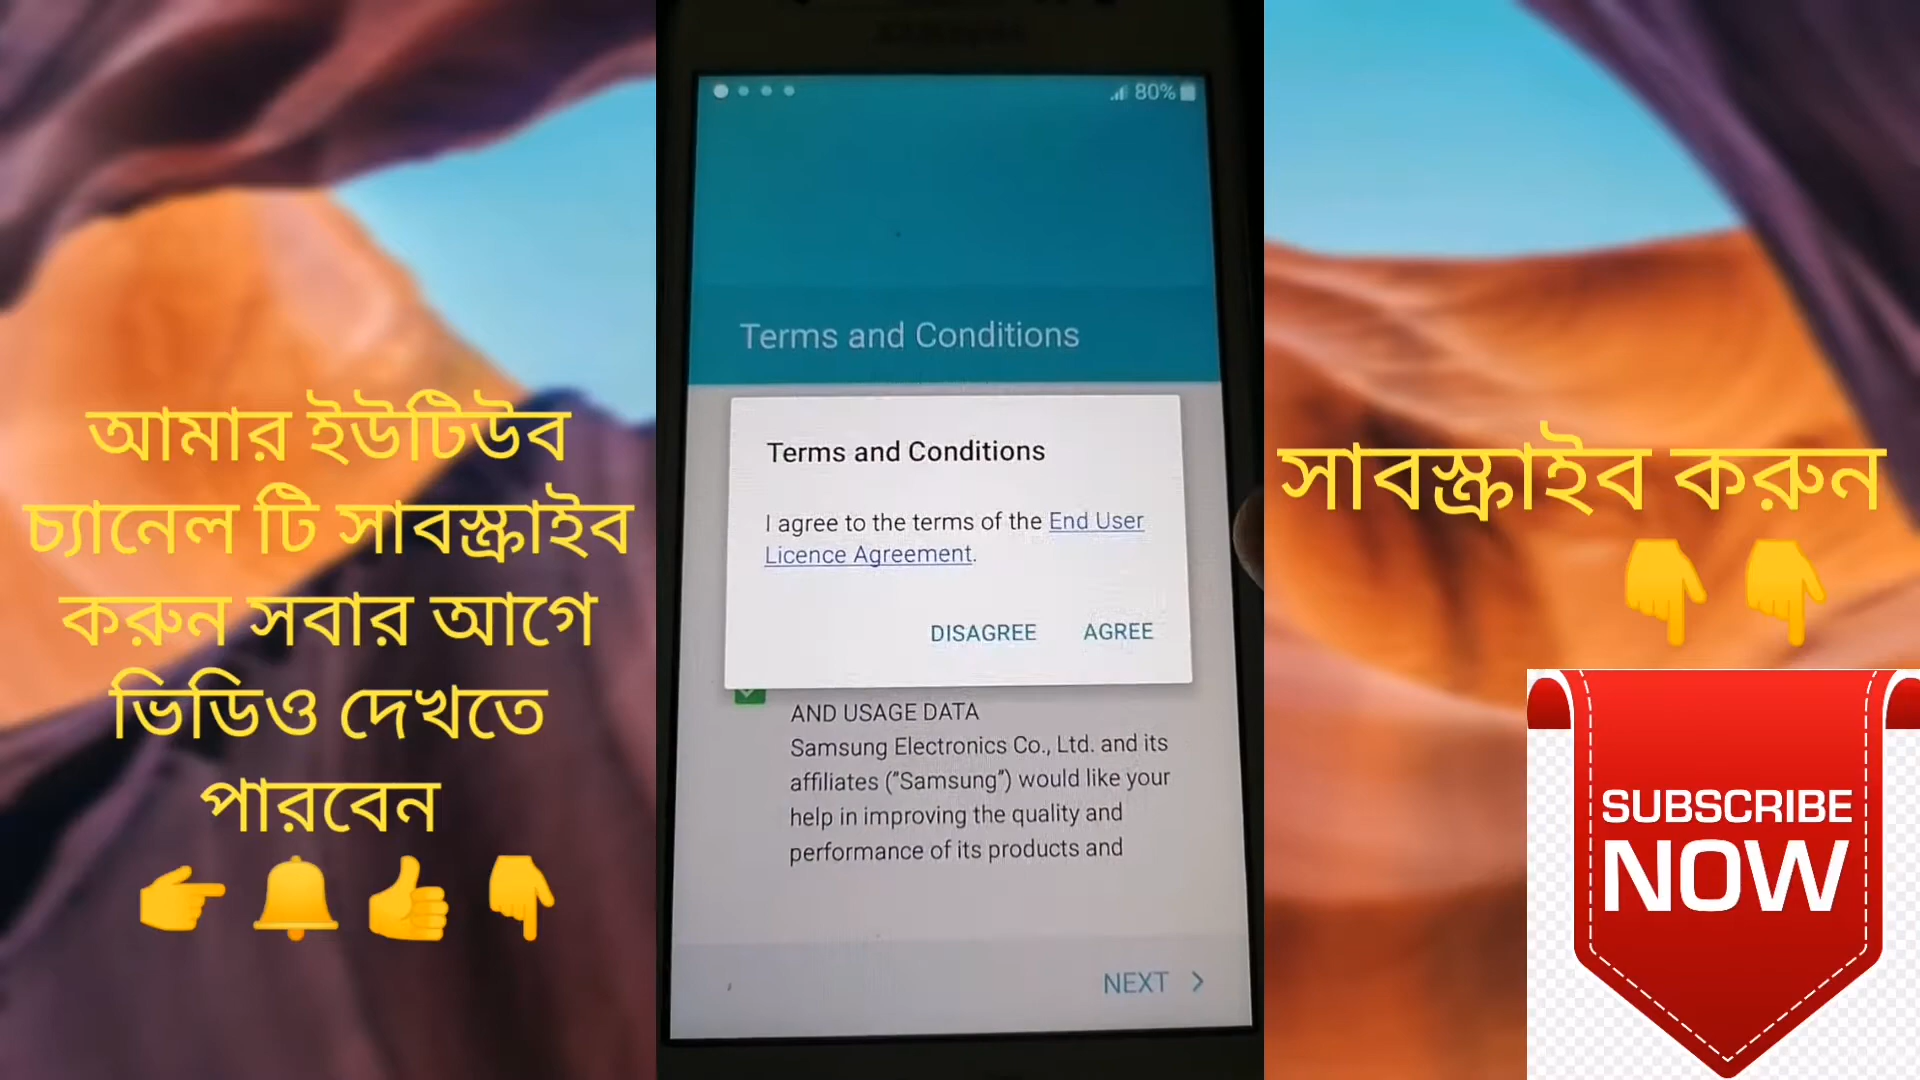 আমার ইউটিউব
চ্যানেল টি সাবস্ক্রাইব
করুন সবার আগে
ভিডিও দেখতে
পারবেন
👉 🔔 👍 👇
80%
Terms and Conditions
Terms and Conditions
I agree to the terms of the End User
Licence Agreement.
DISAGREE AGREE
AND USAGE DATA
Samsung Electronics Co., Ltd. and its
affiliates ("Samsung") would like your
help in improving the quality and
performance of its products and
NEXT >
সাবস্ক্রাইব করুন
👇 👇
SUBSCRIBE
NOW